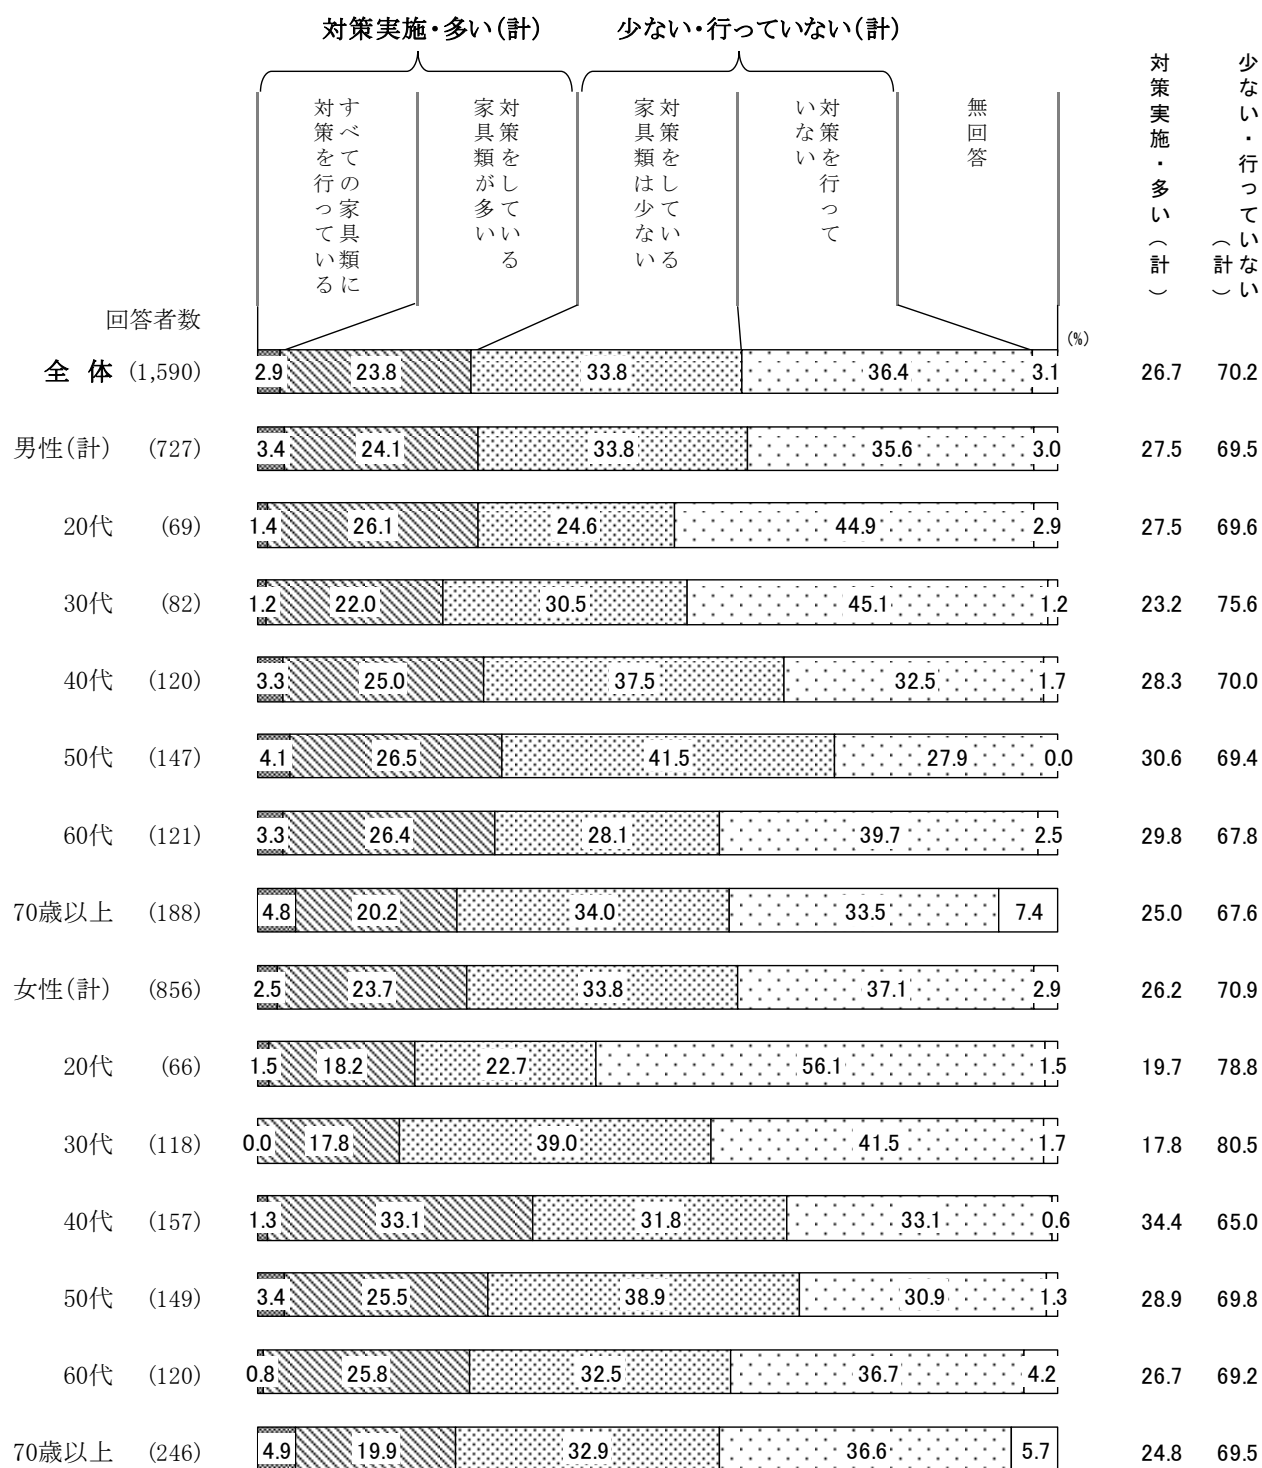 対策実施・多い(計) 少ない・行っていない(計)
すべての家具類に
対策を行っている
対策をしている
家具類が多い
対策をしている
家具類は少ない
対策を行って
いない
無回答
対策実施・多い(計)
少ない・行っていない
(計)
回答者数
(%)
全 体 (1,590) 2.9 23.8 33.8 36.4 3.1 26.7 70.2
男性(計) (727) 3.4 24.1 33.8 35.6 3.0 27.5 69.5
20代 (69) 1.4 26.1 24.6 44.9 2.9 27.5 69.6
30代 (82) 1.2 22.0 30.5 45.1 1.2 23.2 75.6
40代 (120) 3.3 25.0 37.5 32.5 1.7 28.3 70.0
50代 (147) 4.1 26.5 41.5 27.9 0.0 30.6 69.4
60代 (121) 3.3 26.4 28.1 39.7 2.5 29.8 67.8
70歳以上 (188) 4.8 20.2 34.0 33.5 7.4 25.0 67.6
女性(計) (856) 2.5 23.7 33.8 37.1 2.9 26.2 70.9
20代 (66) 1.5 18.2 22.7 56.1 1.5 19.7 78.8
30代 (118) 0.0 17.8 39.0 41.5 1.7 17.8 80.5
40代 (157) 1.3 33.1 31.8 33.1 0.6 34.4 65.0
50代 (149) 3.4 25.5 38.9 30.9 1.3 28.9 69.8
60代 (120) 0.8 25.8 32.5 36.7 4.2 26.7 69.2
70歳以上 (246) 4.9 19.9 32.9 36.6 5.7 24.8 69.5